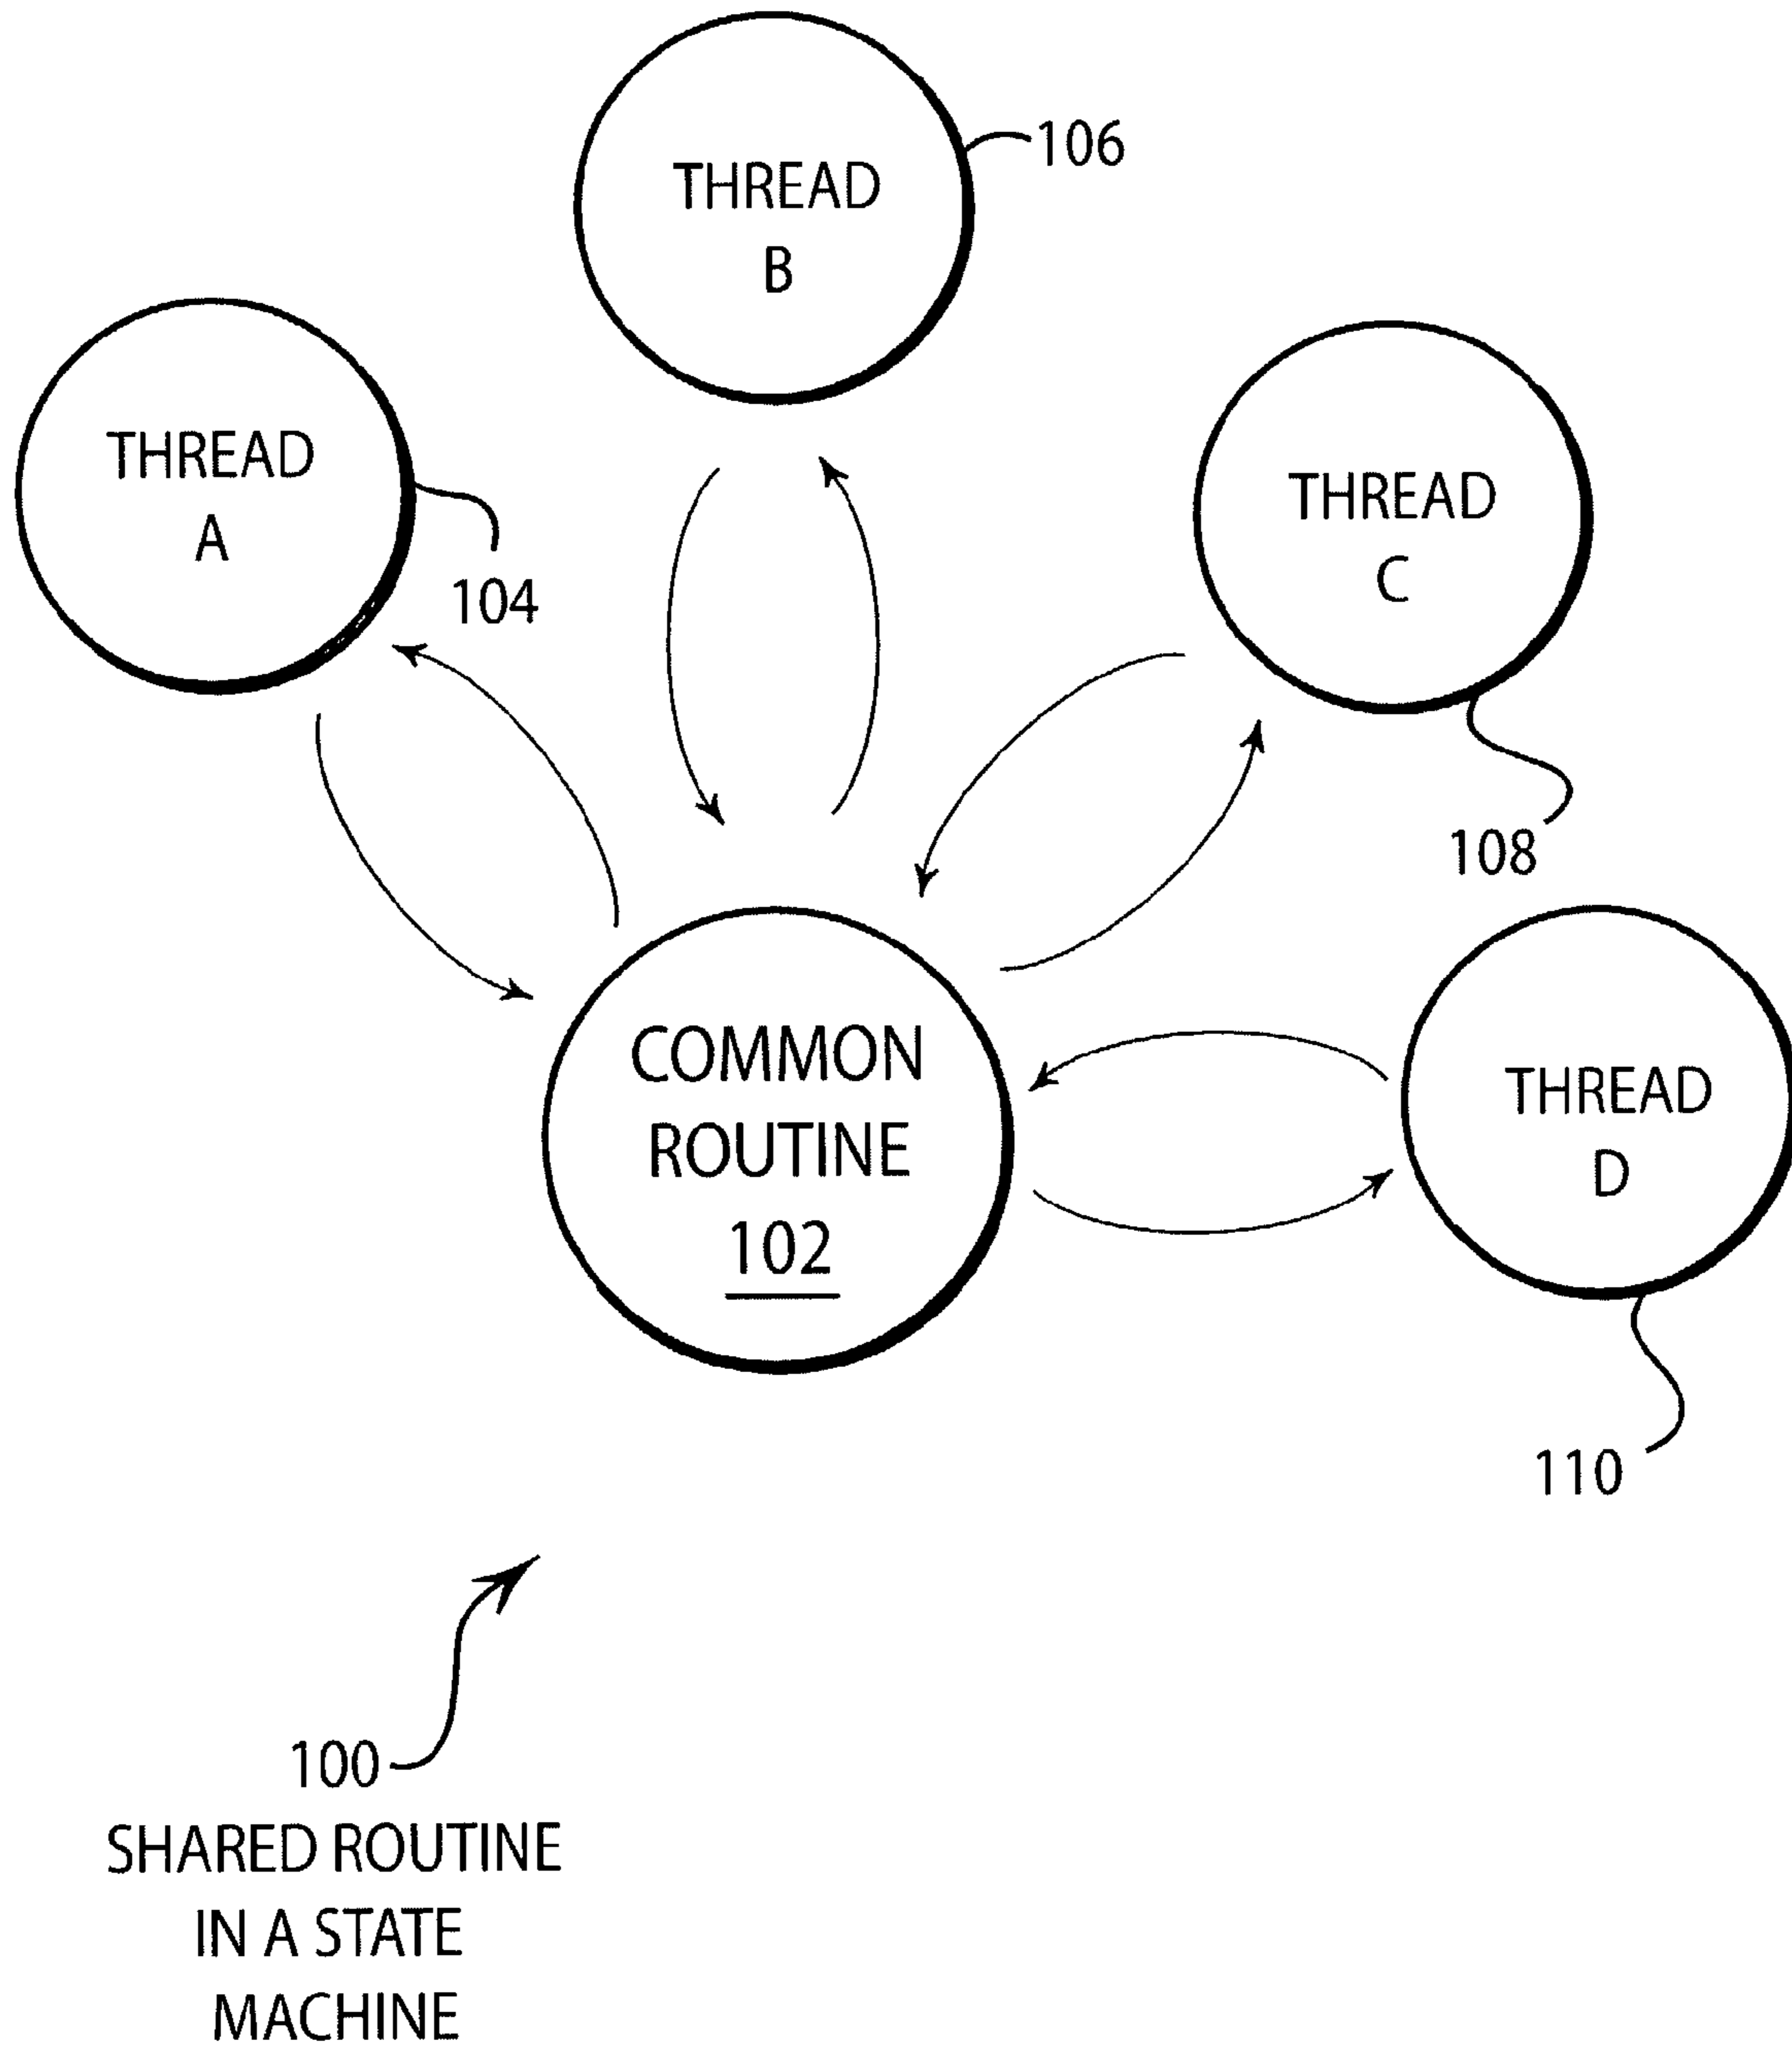 THREAD
B
106
THREAD
A
104
THREAD
C
108
COMMON
ROUTINE
102
THREAD
D
110
100
SHARED ROUTINE
IN A STATE
MACHINE